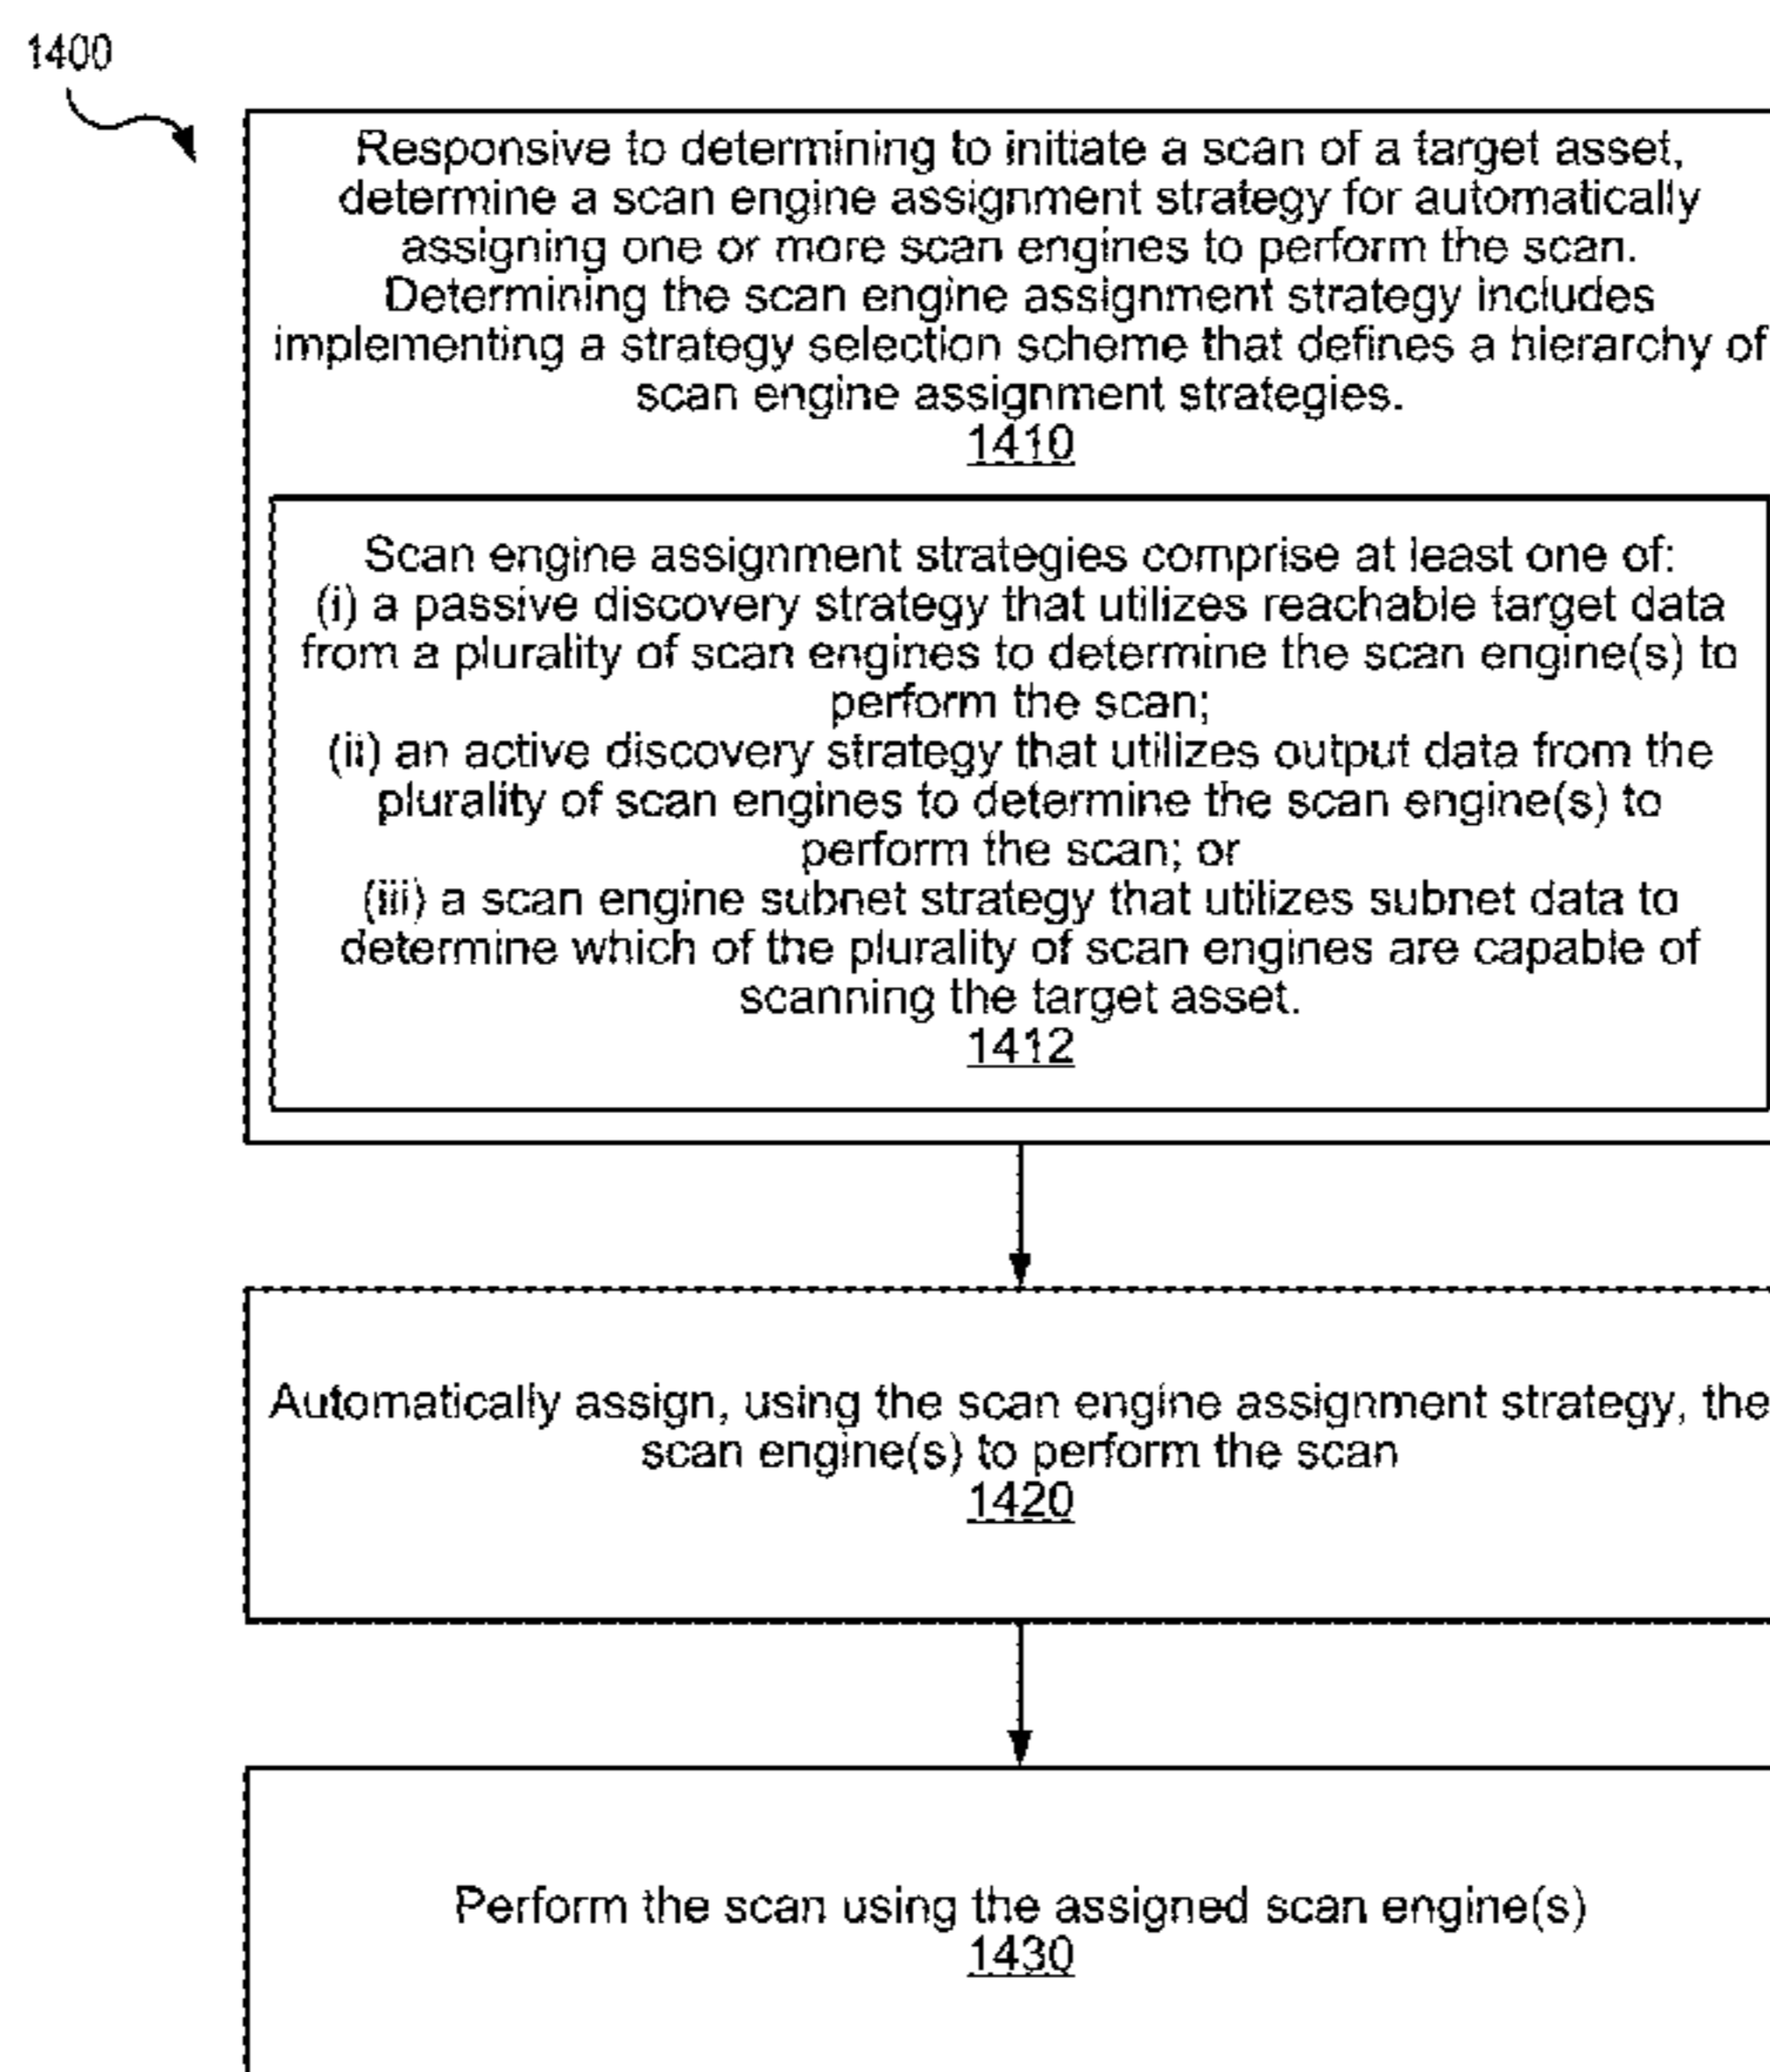 1400
Responsive to determining to initiate a scan of a target asset,
determine a scan engine assignment strategy for automatically
assigning one or more scan engines to perform the scan.
Determining the scan engine assignment strategy includes
implementing a strategy selection scheme that defines a hierarchy of
scan engine assignment strategies.
1410
Scan engine assignment strategies comprise at least one of:
(i) a passive discovery strategy that utilizes reachable target data
from a plurality of scan engines to determine the scan engine(s) to
perform the scan;
(ii) an active discovery strategy that utilizes output data from the
plurality of scan engines to determine the scan engine(s) to
perform the scan; or
(iii) a scan engine subnet strategy that utilizes subnet data to
determine which of the plurality of scan engines are capable of
scanning the target asset.
1412
Automatically assign, using the scan engine assignment strategy, the
scan engine(s) to perform the scan
1420
Perform the scan using the assigned scan engine(s)
1430